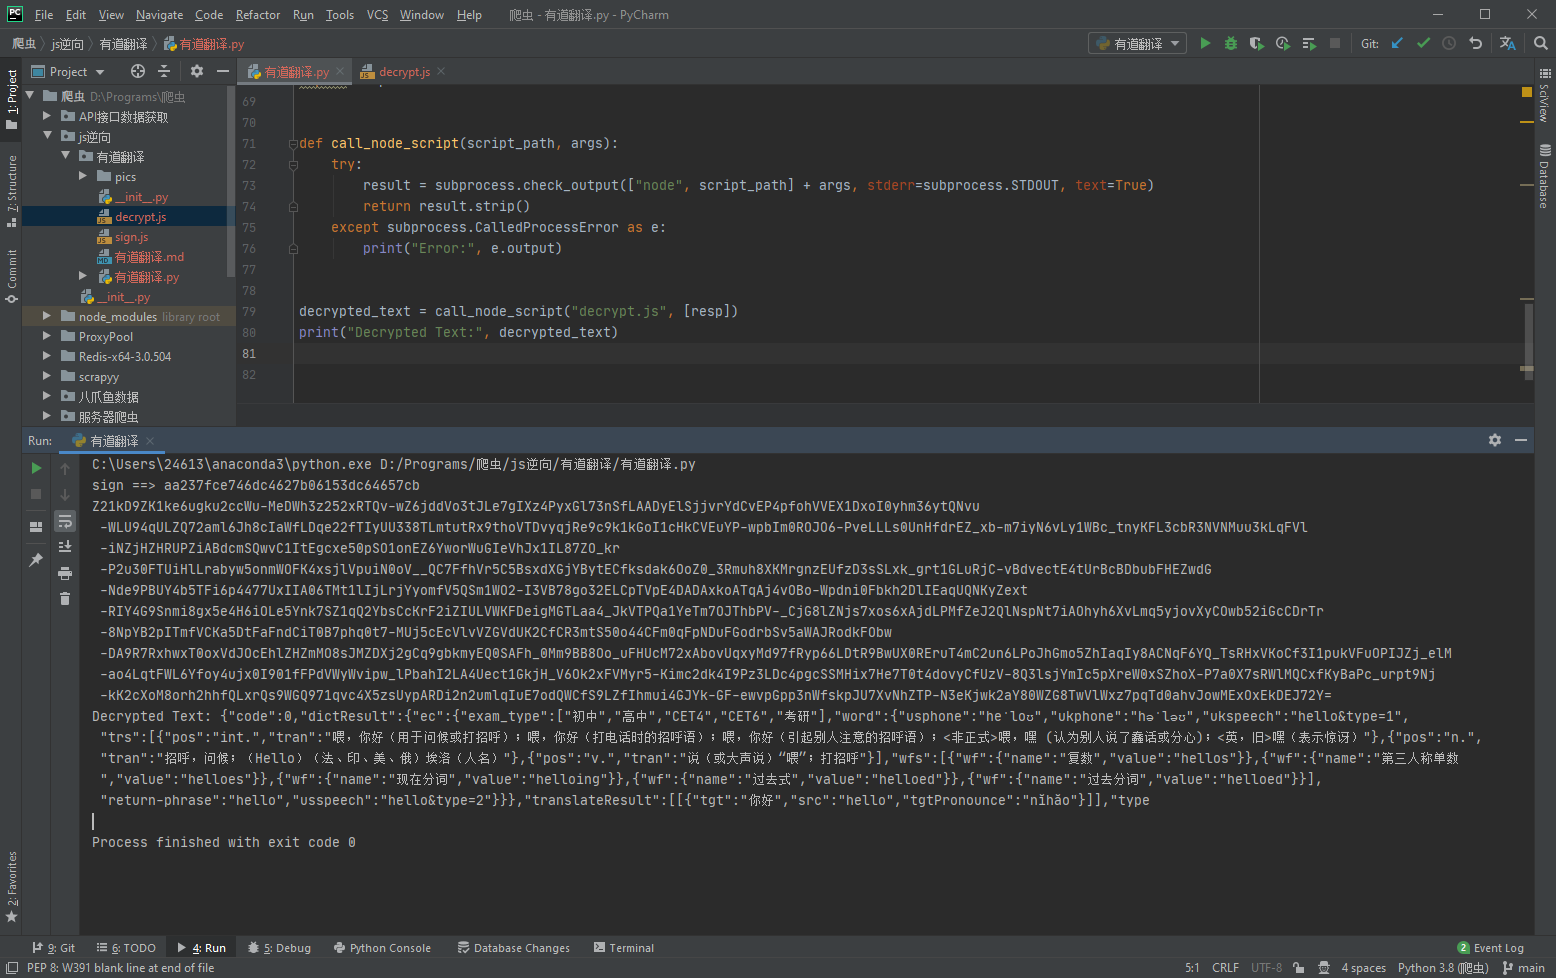 File Edit View Navigate Code Refactor Run Tools VCS Window Help 爬虫 - 有道翻译.py - PyCharm
爬虫 js逆向 有道翻译 有道翻译.py 有道翻译 Git:
Project 有道翻译.py decrypt.js
1: Project
7: Structure
Commit
2: Favorites
爬虫 D:\Programs\爬虫
API接口数据获取
js逆向
有道翻译
pics
__init__.py
decrypt.js
sign.js
有道翻译.md
有道翻译.py
__init__.py
node_modules library root
ProxyPool
Redis-x64-3.0.504
scrapyy
八爪鱼数据
服务器爬虫
69
70
71 def call_node_script(script_path, args):
72 try:
73 result = subprocess.check_output(["node", script_path] + args, stderr=subprocess.STDOUT, text=True)
74 return result.strip()
75 except subprocess.CalledProcessError as e:
76 print("Error:", e.output)
77
78
79 decrypted_text = call_node_script("decrypt.js", [resp])
80 print("Decrypted Text:", decrypted_text)
81
82
SciView
Database
Run: 有道翻译
C:\Users\24613\anaconda3\python.exe D:/Programs/爬虫/js逆向/有道翻译/有道翻译.py
sign ==> aa237fce746dc4627b06153dc64657cb
Z21kD9ZK1ke6ugku2ccWu-MeDWh3z252xRTQv-wZ6jddVo3tJLe7gIXz4PyxGl73nSfLAADyElSjjvrYdCvEP4pfohVVEX1DxoI0yhm36ytQNvu
-WLU94qULZQ72aml6Jh8cIaWfLDqe22fTIyUU338TLmtutRx9thoVTDvyqjRe9c9k1kGoI1cHkCVEuYP-wpbIm0ROJO6-PveLLLs0UnHfdrEZ_xb-m7iyN6vLy1WBc_tnyKFL3cbR3NVNMuu3kLqFVl
-iNZjHZHRUPZiABdcmSQwvC1ItEgcxe50pSO1onEZ6YworWuGIeVhJx1IL87ZO_kr
-P2u30FTUiHlLrabyw5onmWOFK4xsjlVpuiN0oV__QC7FfhVr5C5BsxdXGjYBytECfksdak6OoZ0_3Rmuh8XKMrgnzEUfzD3sSLxk_grt1GLuRjC-vBdvectE4tUrBcBDbubFHEZwdG
-Nde9PBUY4b5TFi6p4477UxIIA06TMt1lIjLrjYyomfV5QSm1WO2-I3VB78go32ELCpTVpE4DADAxkoATqAj4vOBo-Wpdni0Fbkh2DlIEaqUQNKyZext
-RIY4G9Snmi8gx5e4H6iOLe5Ynk7SZ1qQ2YbsCcKrF2iZIULVWKFDeigMGTLaa4_JkVTPQa1YeTm7OJThbPV-_CjG8lZNjs7xos6xAjdLPMfZeJ2QlNspNt7iAOhyh6XvLmq5yjovXyCOwb52iGcCDrTr
-8NpYB2pITmfVCKa5DtFaFndCiT0B7phq0t7-MUj5cEcVlvVZGVdUK2CfCR3mtS50o44CFm0qFpNDuFGodrbSv5aWAJRodkFObw
-DA9R7RxhwxT0oxVdJOcEhlZHZmMO8sJMZDXj2gCq9gbkmyEQ0SAFh_0Mm9BB8Oo_uFHUcM72xAbovUqxyMd97fRyp66LDtR9BwUX0REruT4mC2un6LPoJhGmo5ZhIaqIy8ACNqF6YQ_TsRHxVKoCf3I1pukVFuOPIJZj_elM
-ao4LqtFWL6Yfoy4ujx0I901fFPdVWyWvipw_lPbahI2LA4Uect1GkjH_V6Ok2xFVMyr5-Kimc2dk4I9Pz3LDc4pgcSSMHix7He7T0t4dovyCfUzV-8Q3lsjYmIc5pXreW0xSZhoX-P7a0X7sRWlMQCxfKyBaPc_urpt9Nj
-kK2cXoM8orh2hhfQLxrQs9WGQ971qvc4X5zsUypARDi2n2umlqIuE7odQWCfS9LZfIhmui4GJYk-GF-ewvpGpp3nWfskpJU7XvNhZTP-N3eKjwk2aY80WZG8TwVlWxz7pqTd0ahvJowMExOxEkDEJ72Y=
Decrypted Text: {"code":0,"dictResult":{"ec":{"exam_type":["初中","高中","CET4","CET6","考研"],"word":{"usphone":"heˈloʊ","ukphone":"həˈləʊ","ukspeech":"hello&type=1",
"trs":[{"pos":"int.","tran":"喂，你好（用于问候或打招呼）；喂，你好（打电话时的招呼语）；喂，你好（引起别人注意的招呼语）；<非正式>喂，嘿 (认为别人说了蠢话或分心)；<英，旧>嘿（表示惊讶）"},{"pos":"n.",
"tran":"招呼，问候；（Hello）（法、印、美、俄）埃洛（人名）"},{"pos":"v.","tran":"说（或大声说）“喂”；打招呼"}],"wfs":[{"wf":{"name":"复数","value":"hellos"}},{"wf":{"name":"第三人称单数
","value":"helloes"}},{"wf":{"name":"现在分词","value":"helloing"}},{"wf":{"name":"过去式","value":"helloed"}},{"wf":{"name":"过去分词","value":"helloed"}}],
"return-phrase":"hello","usspeech":"hello&type=2"}}},"translateResult":[[{"tgt":"你好","src":"hello","tgtPronounce":"nǐhǎo"}]],"type
Process finished with exit code 0
9: Git 6: TODO 4: Run 5: Debug Python Console Database Changes Terminal 2 Event Log
PEP 8: W391 blank line at end of file 5:1 CRLF UTF-8 4 spaces Python 3.8 (爬虫) main